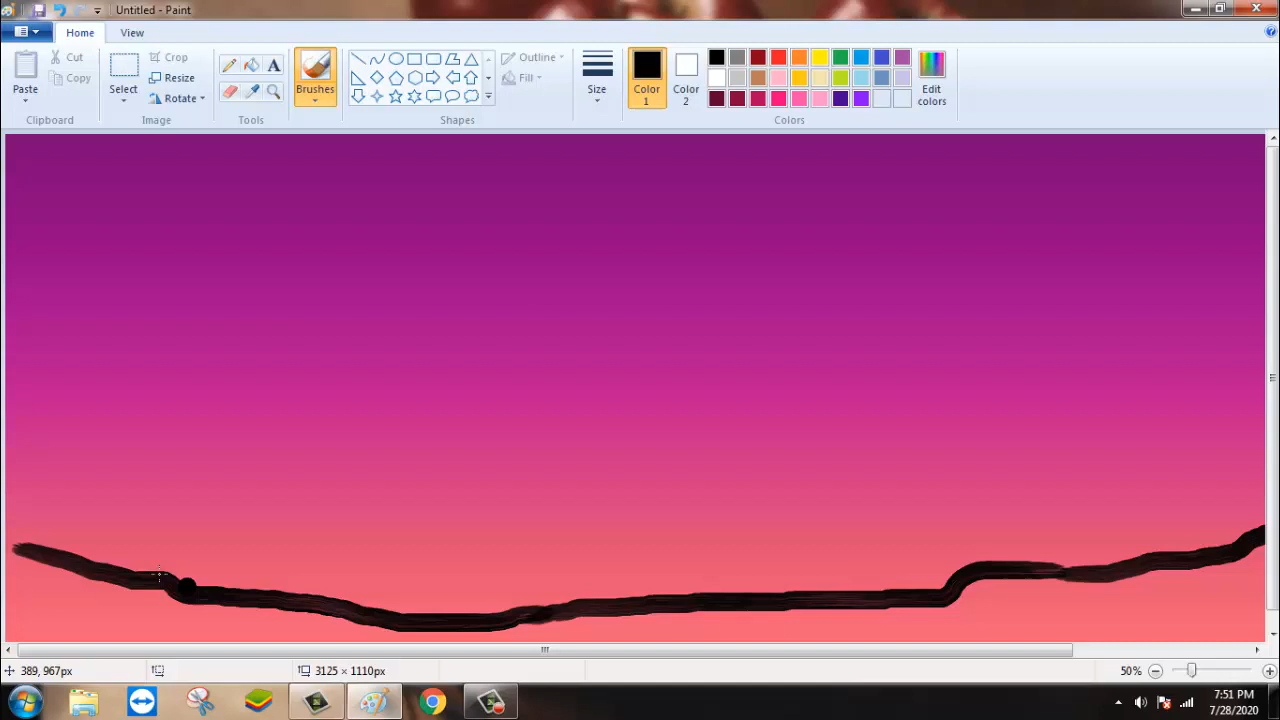 Untitled - Paint
Home View
Paste
Cut
Copy
Clipboard
Select
Crop
Resize
Rotate
Image
A
Tools
Brushes
Outline
Fill
Shapes
Size
Color
1
Color
2
Edit
colors
Colors
389, 967px
3125 × 1110px
50%
7:51 PM
7/28/2020